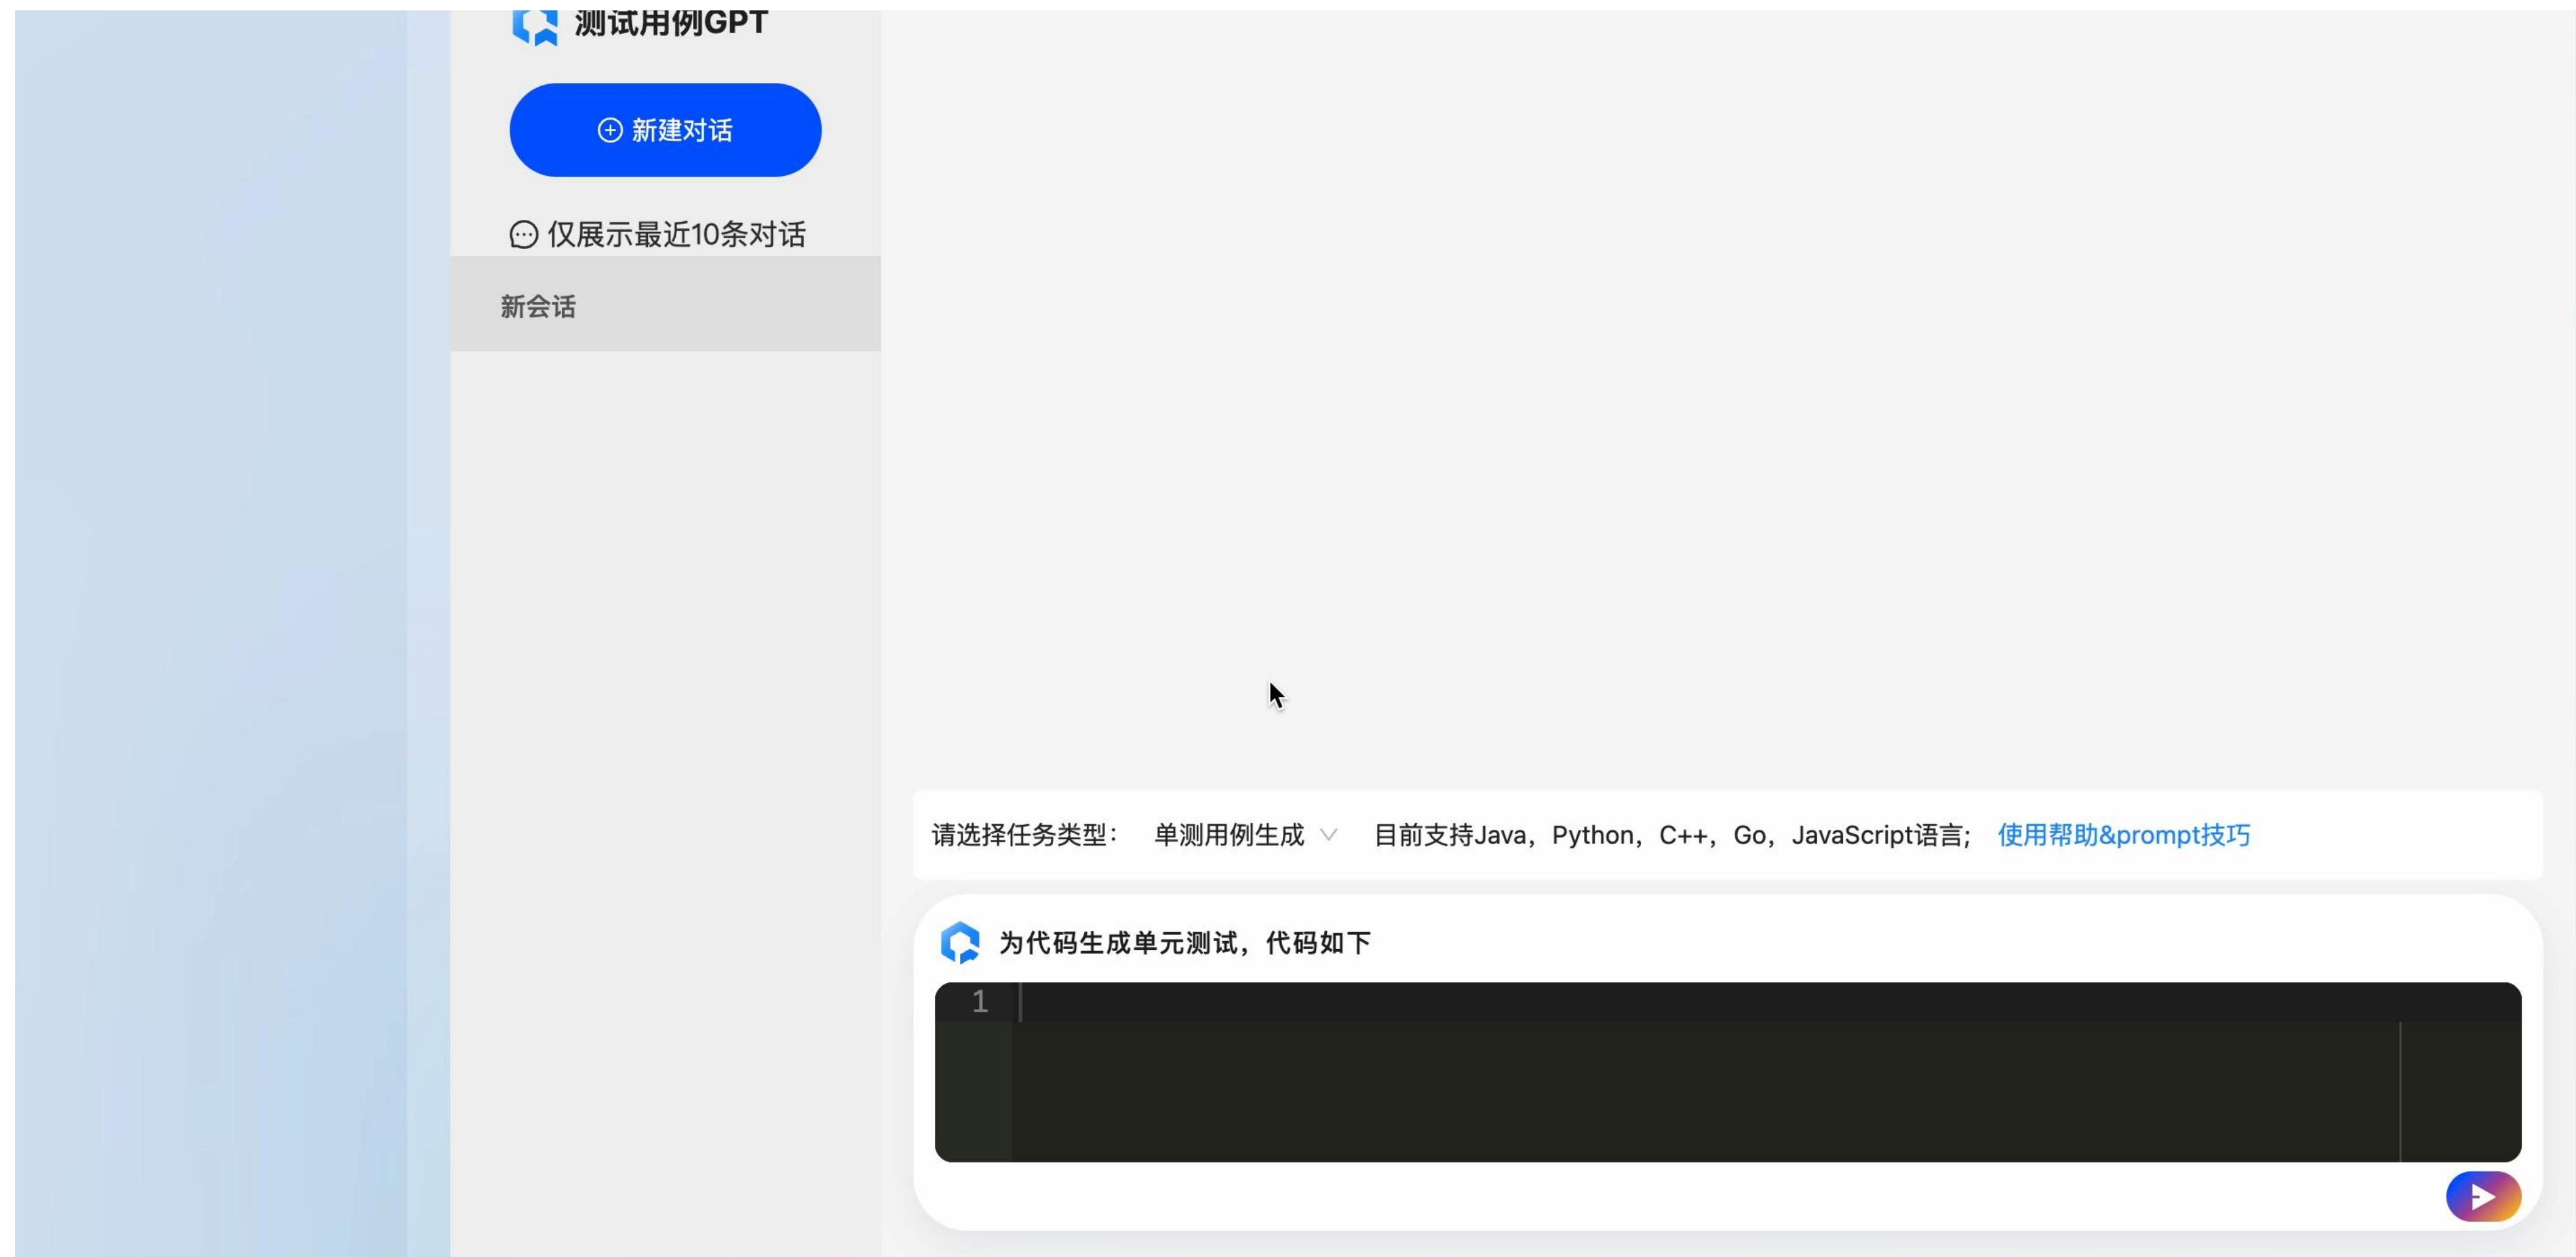 测试用例GPT
新建对话
仅展示最近10条对话
新会话
请选择任务类型： 单测用例生成 目前支持Java，Python，C++，Go，JavaScript语言； 使用帮助&prompt技巧
为代码生成单元测试，代码如下
1